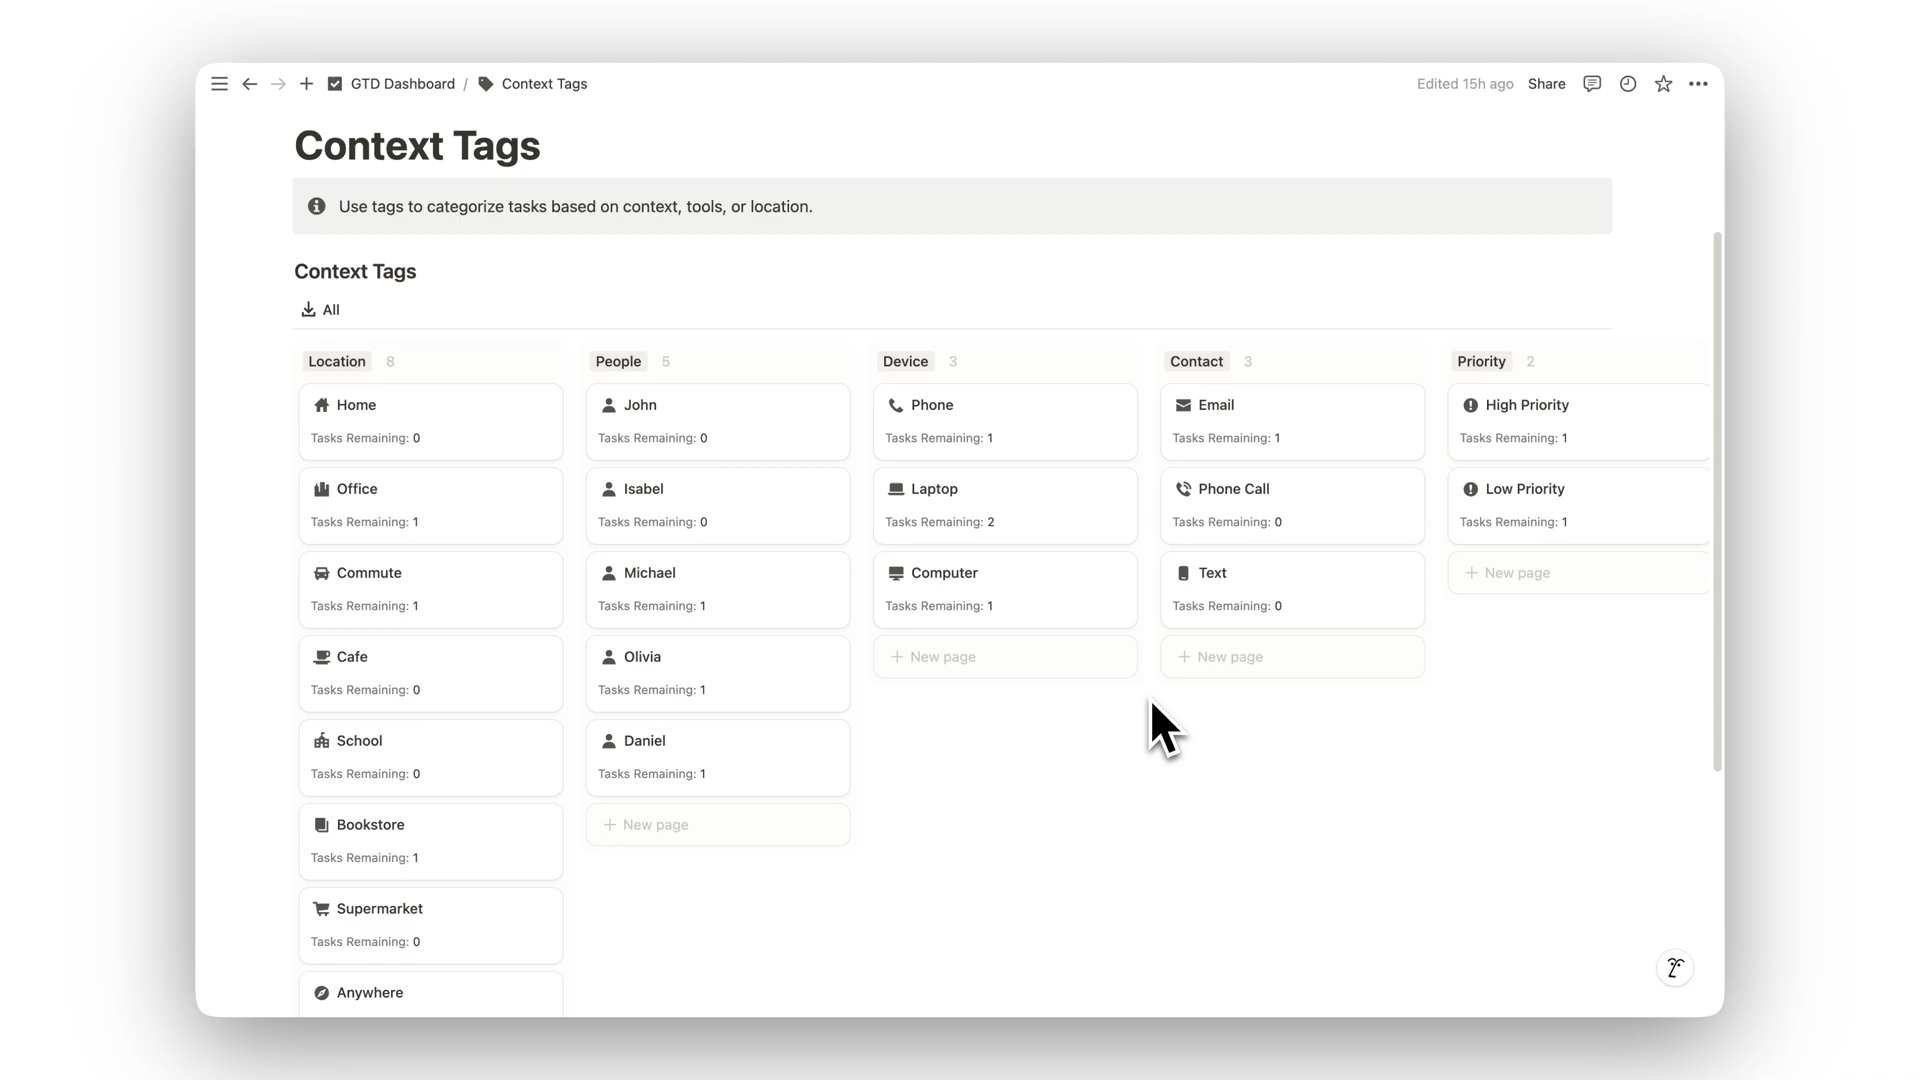 GTD Dashboard / Context Tags
Edited 15h ago Share
Context Tags
Use tags to categorize tasks based on context, tools, or location.
Context Tags
All
Location 8
Home
Tasks Remaining: 0
Office
Tasks Remaining: 1
Commute
Tasks Remaining: 1
Cafe
Tasks Remaining: 0
School
Tasks Remaining: 0
Bookstore
Tasks Remaining: 1
Supermarket
Tasks Remaining: 0
Anywhere
People 5
John
Tasks Remaining: 0
Isabel
Tasks Remaining: 0
Michael
Tasks Remaining: 1
Olivia
Tasks Remaining: 1
Daniel
Tasks Remaining: 1
+ New page
Device 3
Phone
Tasks Remaining: 1
Laptop
Tasks Remaining: 2
Computer
Tasks Remaining: 1
+ New page
Contact 3
Email
Tasks Remaining: 1
Phone Call
Tasks Remaining: 0
Text
Tasks Remaining: 0
+ New page
Priority 2
High Priority
Tasks Remaining: 1
Low Priority
Tasks Remaining: 1
+ New page